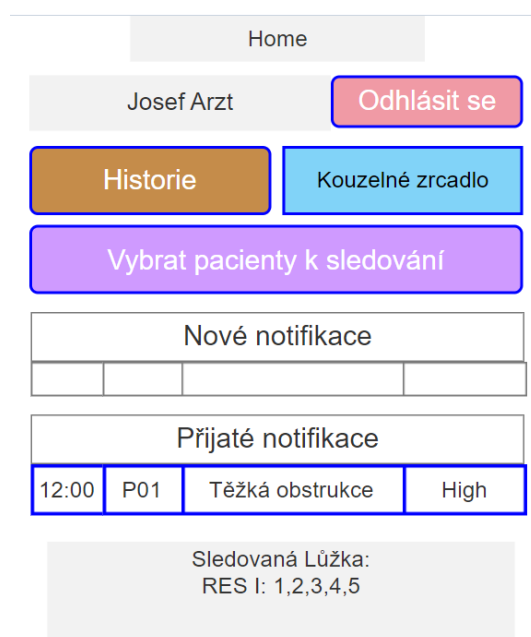 Home
Josef Arzt
Odhlásit se
Historie
Kouzelné zrcadlo
Vybrat pacienty k sledování
Nové notifikace
Přijaté notifikace
12:00 P01 Těžká obstrukce High
Sledovaná Lůžka:
RES I: 1,2,3,4,5